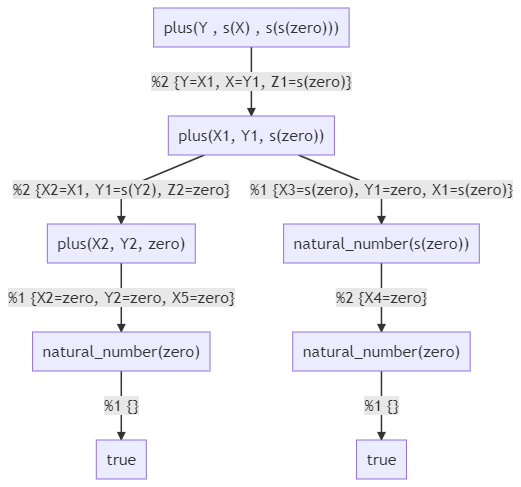 plus(Y , s(X) , s(s(zero)))
%2 {Y=X1, X=Y1, Z1=s(zero)}
plus(X1, Y1, s(zero))
%2 {X2=X1, Y1=s(Y2), Z2=zero}
%1 {X3=s(zero), Y1=zero, X1=s(zero)}
plus(X2, Y2, zero)
natural_number(s(zero))
%1 {X2=zero, Y2=zero, X5=zero}
%2 {X4=zero}
natural_number(zero)
natural_number(zero)
%1 {}
%1 {}
true
true